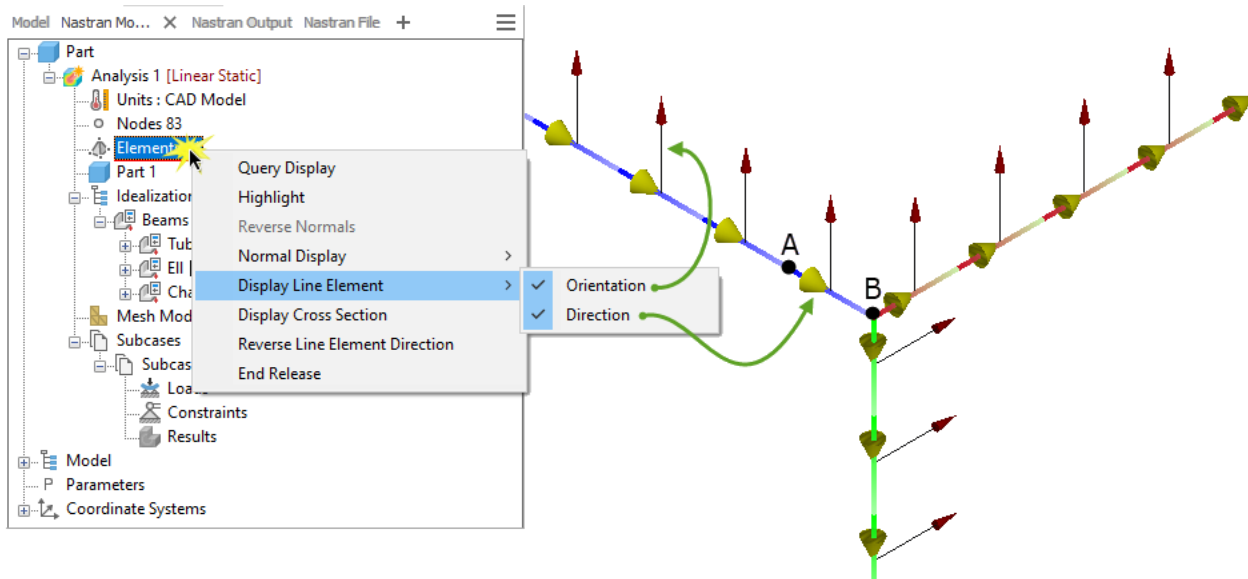 Model Nastran Mo... Nastran Output Nastran File
Part
Analysis 1 [Linear Static]
Units : CAD Model
Nodes 83
Element
Part 1
Idealization
Beams
Tub
Ell [
Cha
Mesh Mod
Subcases
Subcas
Loa
Constraints
Results
Model
P Parameters
Coordinate Systems
Query Display
Highlight
Reverse Normals
Normal Display
Display Line Element
Display Cross Section
Reverse Line Element Direction
End Release
Orientation
Direction
A
B